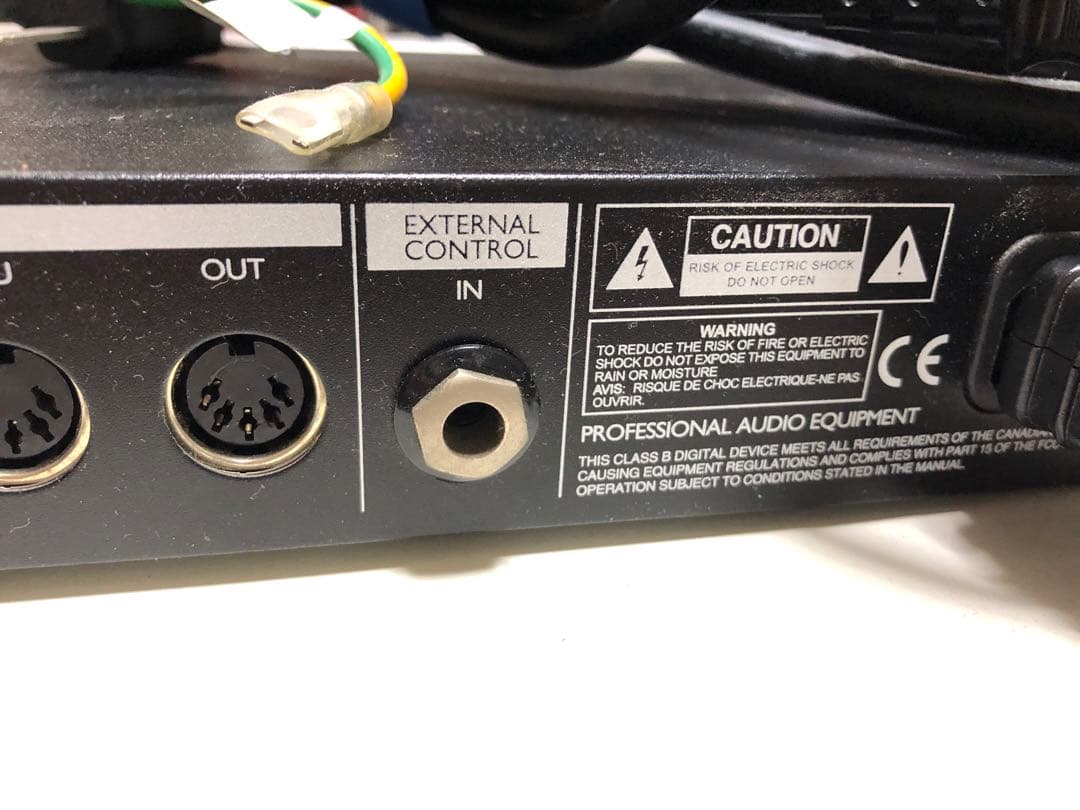 OUT
EXTERNAL
CONTROL
IN
CAUTION
RISK OF ELECTRIC SHOCK
DO NOT OPEN
WARNING
TO REDUCE THE RISK OF FIRE OR ELECTRIC
SHOCK DO NOT EXPOSE THIS EQUIPMENT TO
RAIN OR MOISTURE
AVIS: RISQUE DE CHOC ELECTRIQUE-NE PAS
OUVRIR.
CE
PROFESSIONAL AUDIO EQUIPMENT
THIS CLASS B DIGITAL DEVICE MEETS ALL REQUIREMENTS OF THE
CAUSING EQUIPMENT REGULATIONS AND COMPLIES WITH PART 15 OF THE
OPERATION SUBJECT TO CONDITIONS STATED IN THE MANUAL